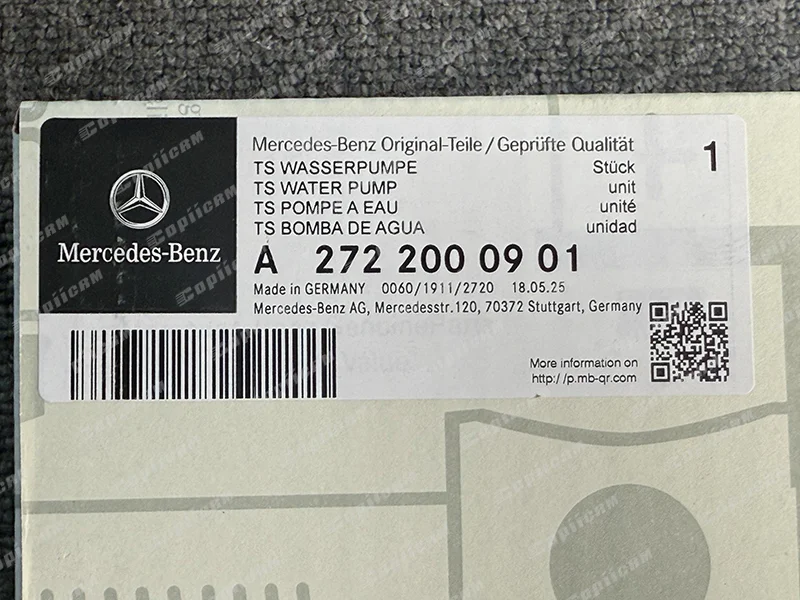 Mercedes-Benz
Mercedes-Benz Original-Teile / Geprüfte Qualität
1
TS WASSERPUMPE Stück
TS WATER PUMP unit
TS POMPE A EAU unité
TS BOMBA DE AGUA unidad
A 272 200 09 01
Made in GERMANY 0060/1911/2720 18.05.25
Mercedes-Benz AG, Mercedesstr.120, 70372 Stuttgart, Germany
More information on
http://p.mb-qr.com
Copiicam